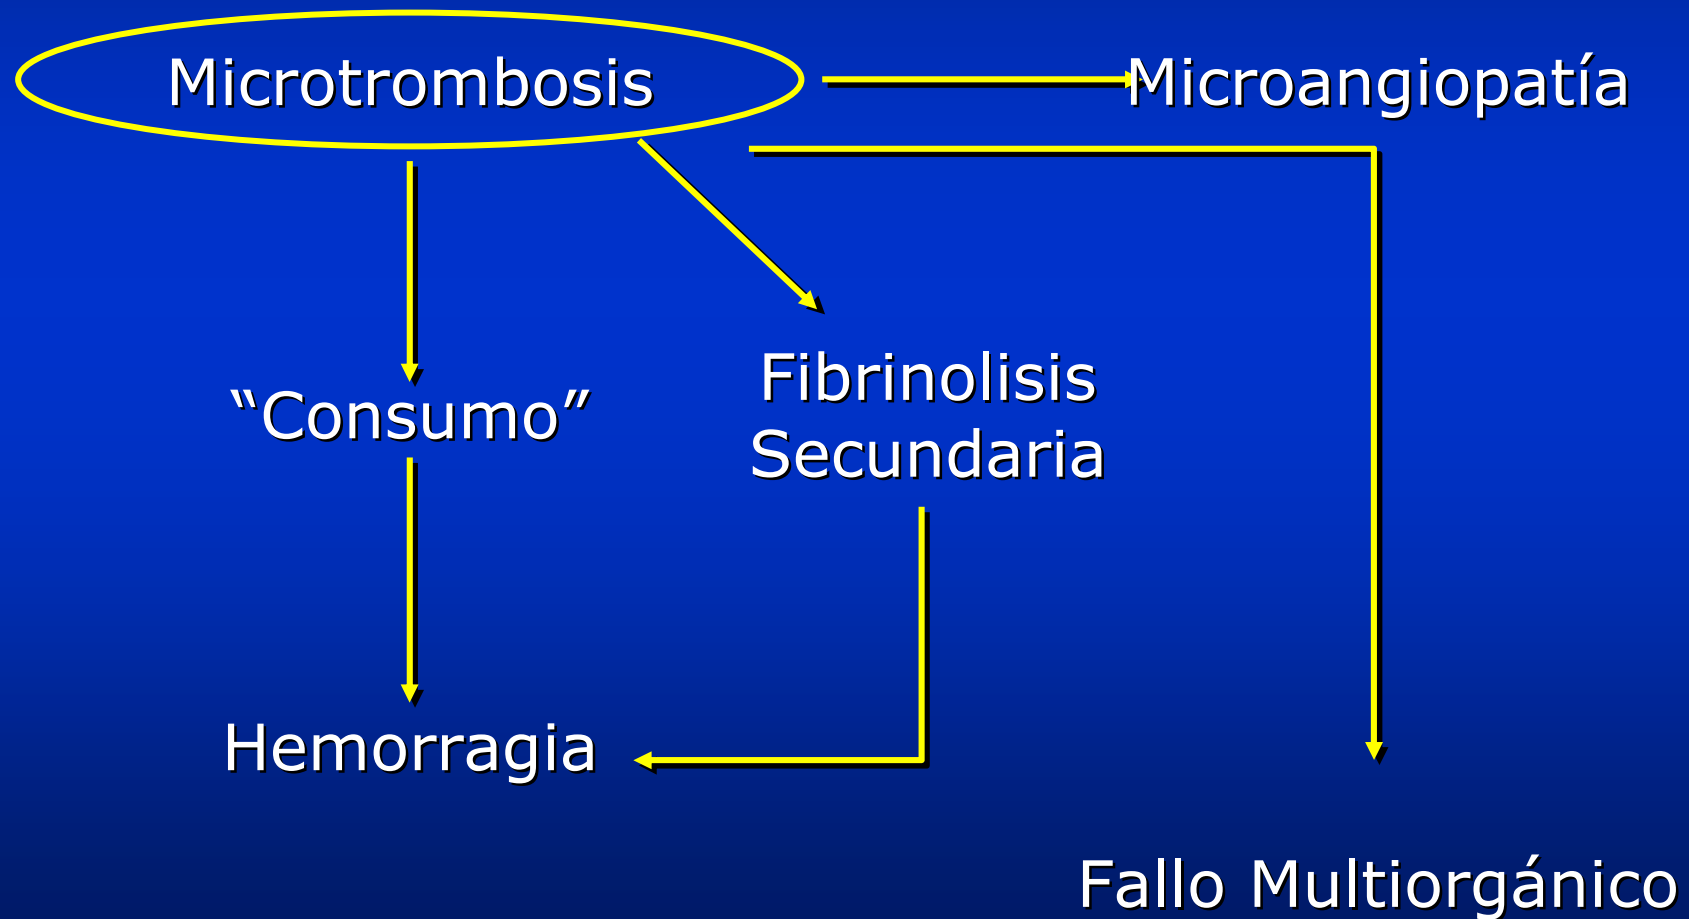 Microtrombosis
Microangiopatía
Fibrinolisis
Secundaria
“Consumo”
Hemorragia
Fallo Multiorgánico